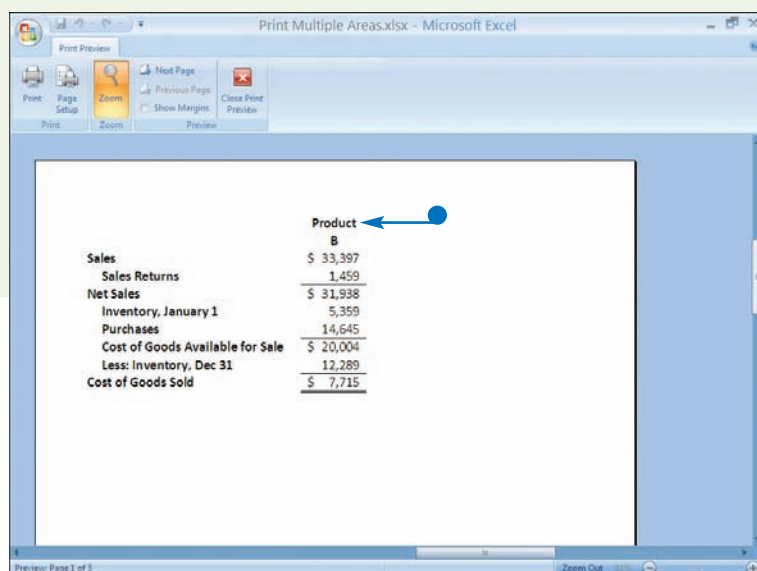 Print Multiple Areas.xlsx - Microsoft Excel
Print Preview
Print
Page Setup
Zoom
Next Page
Previous Page
Show Margins
Close Print Preview
Print
Zoom
Preview
Product
B
Sales $ 33,397
Sales Returns 1,459
Net Sales $ 31,938
Inventory, January 1 5,359
Purchases 14,645
Cost of Goods Available for Sale $ 20,004
Less: Inventory, Dec 31 12,289
Cost of Goods Sold $ 7,715
Preview: Page 1 of 3
Zoom Out